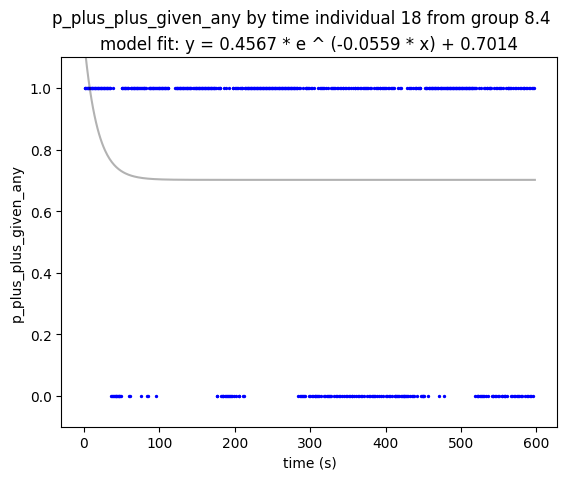 p_plus_plus_given_any by time individual 18 from group 8.4
model fit: y = 0.4567 * e ^ (-0.0559 * x) + 0.7014
p_plus_plus_given_any
1.0
0.8
0.6
0.4
0.2
0.0
0 100 200 300 400 500 600
time (s)